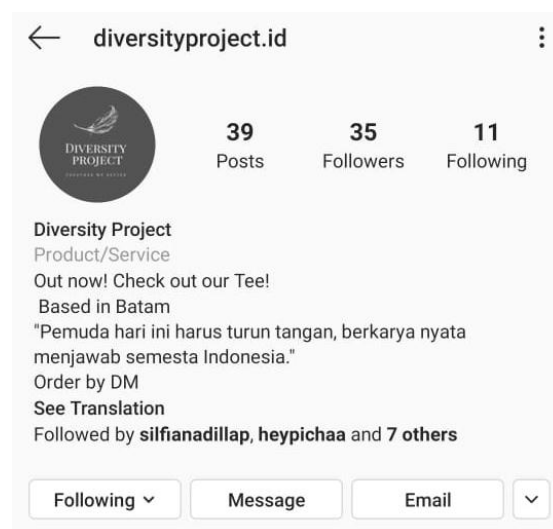 diversityproject.id
DIVERSITY
PROJECT
39
Posts
35
Followers
11
Following
Diversity Project
Product/Service
Out now! Check out our Tee!
Based in Batam
"Pemuda hari ini harus turun tangan, berkarya nyata
menjawab semesta Indonesia."
Order by DM
See Translation
Followed by silfianadillap, heypichaa and 7 others
Following
Message
Email